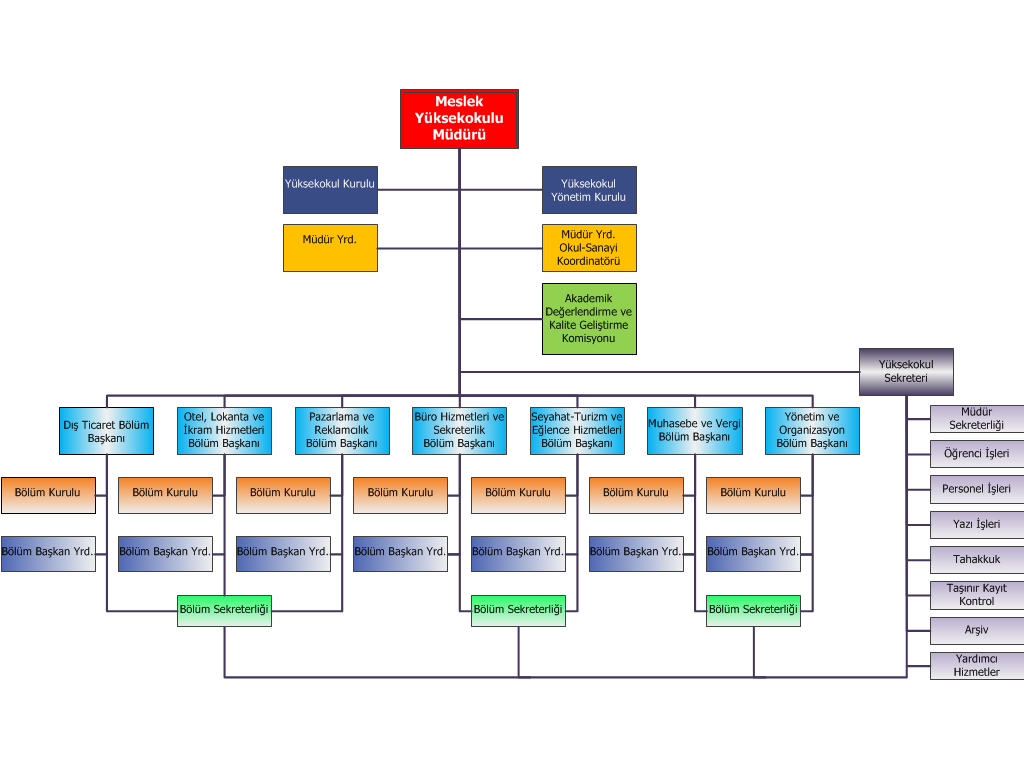 Meslek
Yüksekokulu
Müdürü
Yüksekokul Kurulu
Yüksekokul
Yönetim Kurulu
Müdür Yrd.
Müdür Yrd.
Okul-Sanayi
Koordinatörü
Akademik
Değerlendirme ve
Kalite Geliştirme
Komisyonu
Yüksekokul
Sekreteri
Dış Ticaret Bölüm
Başkanı
Otel, Lokanta ve
İkram Hizmetleri
Bölüm Başkanı
Pazarlama ve
Reklamcılık
Bölüm Başkanı
Büro Hizmetleri ve
Sekreterlik
Bölüm Başkanı
Seyahat-Turizm ve
Eğlence Hizmetleri
Bölüm Başkanı
Muhasebe ve Vergi
Bölüm Başkanı
Yönetim ve
Organizasyon
Bölüm Başkanı
Müdür
Sekreterliği
Öğrenci İşleri
Personel İşleri
Yazı İşleri
Tahakkuk
Taşınır Kayıt
Kontrol
Arşiv
Yardımcı
Hizmetler
Bölüm Kurulu
Bölüm Kurulu
Bölüm Kurulu
Bölüm Kurulu
Bölüm Kurulu
Bölüm Kurulu
Bölüm Kurulu
Bölüm Başkan Yrd.
Bölüm Başkan Yrd.
Bölüm Başkan Yrd.
Bölüm Başkan Yrd.
Bölüm Başkan Yrd.
Bölüm Başkan Yrd.
Bölüm Başkan Yrd.
Bölüm Sekreterliği
Bölüm Sekreterliği
Bölüm Sekreterliği